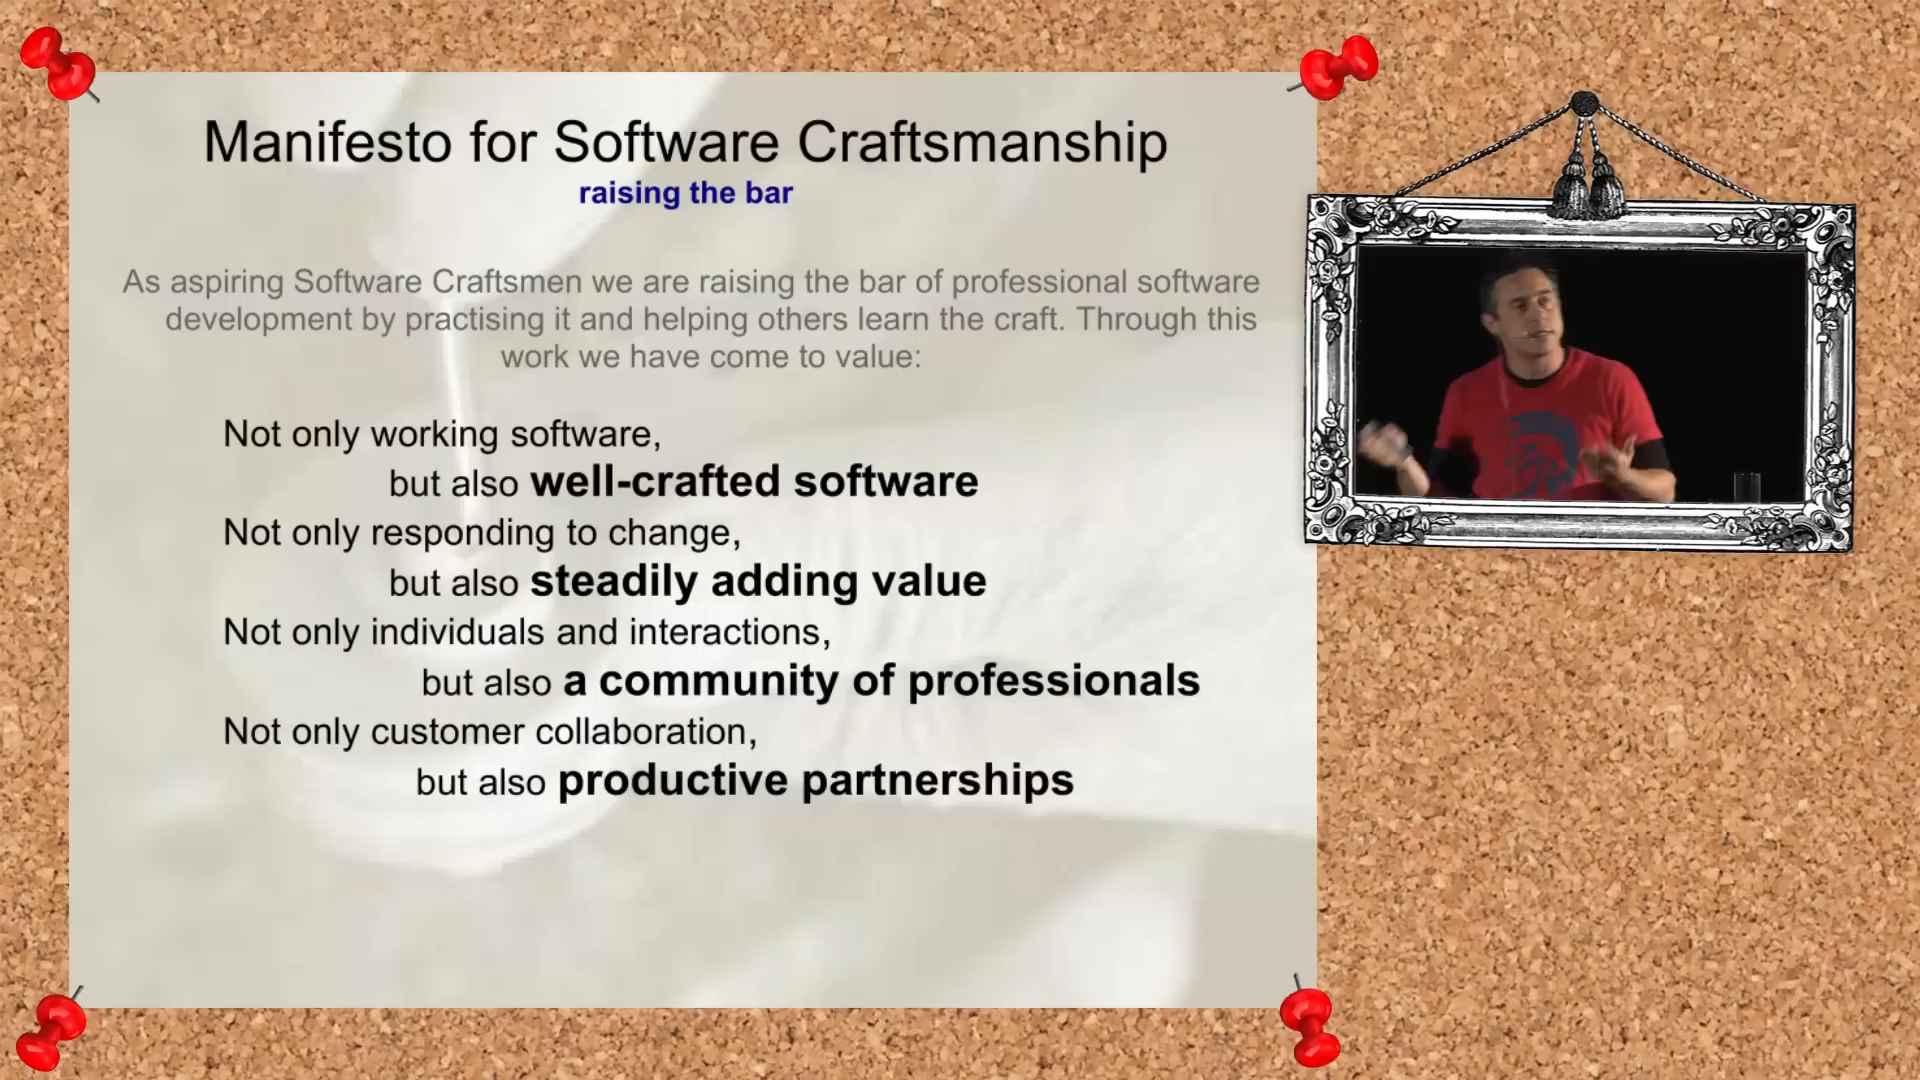 Manifesto for Software Craftsmanship
raising the bar
As aspiring Software Craftsmen we are raising the bar of professional software
development by practising it and helping others learn the craft. Through this
work we have come to value:
Not only working software,
but also well-crafted software
Not only responding to change,
but also steadily adding value
Not only individuals and interactions,
but also a community of professionals
Not only customer collaboration,
but also productive partnerships